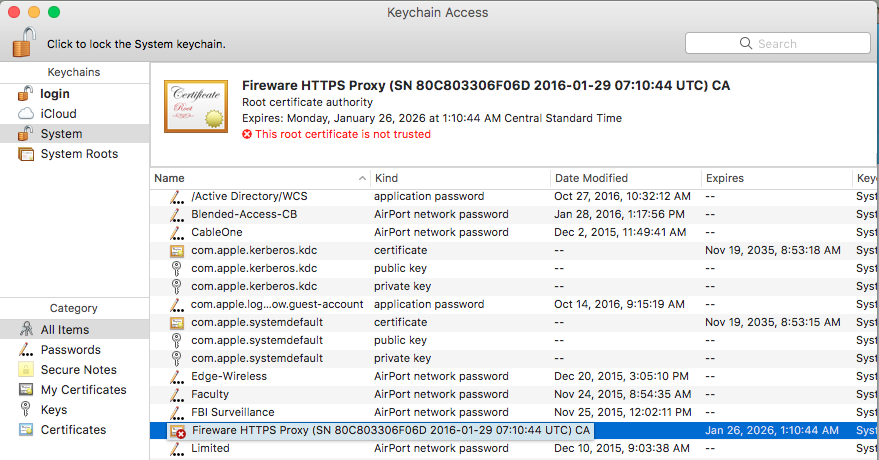 Keychain Access
Click to lock the System keychain.
Search
Keychains
login
iCloud
System
System Roots
Certificate
Root
Fireware HTTPS Proxy (SN 80C803306F06D 2016-01-29 07:10:44 UTC) CA
Root certificate authority
Expires: Monday, January 26, 2026 at 1:10:44 AM Central Standard Time
This root certificate is not trusted
Name Kind Date Modified Expires Keyc
/Active Directory/WCS application password Oct 27, 2016, 10:32:12 AM -- Syst
Blended-Access-CB AirPort network password Jan 28, 2016, 1:17:56 PM -- Syst
CableOne AirPort network password Dec 2, 2015, 11:49:41 AM -- Syst
com.apple.kerberos.kdc certificate -- Nov 19, 2035, 8:53:18 AM Syst
com.apple.kerberos.kdc public key -- -- Syst
com.apple.kerberos.kdc private key -- -- Syst
com.apple.log...ow.guest-account application password Oct 14, 2016, 9:15:19 AM -- Syst
com.apple.systemdefault certificate -- Nov 19, 2035, 8:53:15 AM Syst
com.apple.systemdefault public key -- -- Syst
com.apple.systemdefault private key -- -- Syst
Edge-Wireless AirPort network password Dec 20, 2015, 3:05:10 PM -- Syst
Faculty AirPort network password Nov 24, 2015, 8:54:35 AM -- Syst
FBI Surveillance AirPort network password Nov 25, 2015, 12:02:11 PM -- Syst
Fireware HTTPS Proxy (SN 80C803306F06D 2016-01-29 07:10:44 UTC) CA Jan 26, 2026, 1:10:44 AM Syst
Limited AirPort network password Dec 10, 2015, 9:03:38 AM -- Syst
Category
All Items
Passwords
Secure Notes
My Certificates
Keys
Certificates